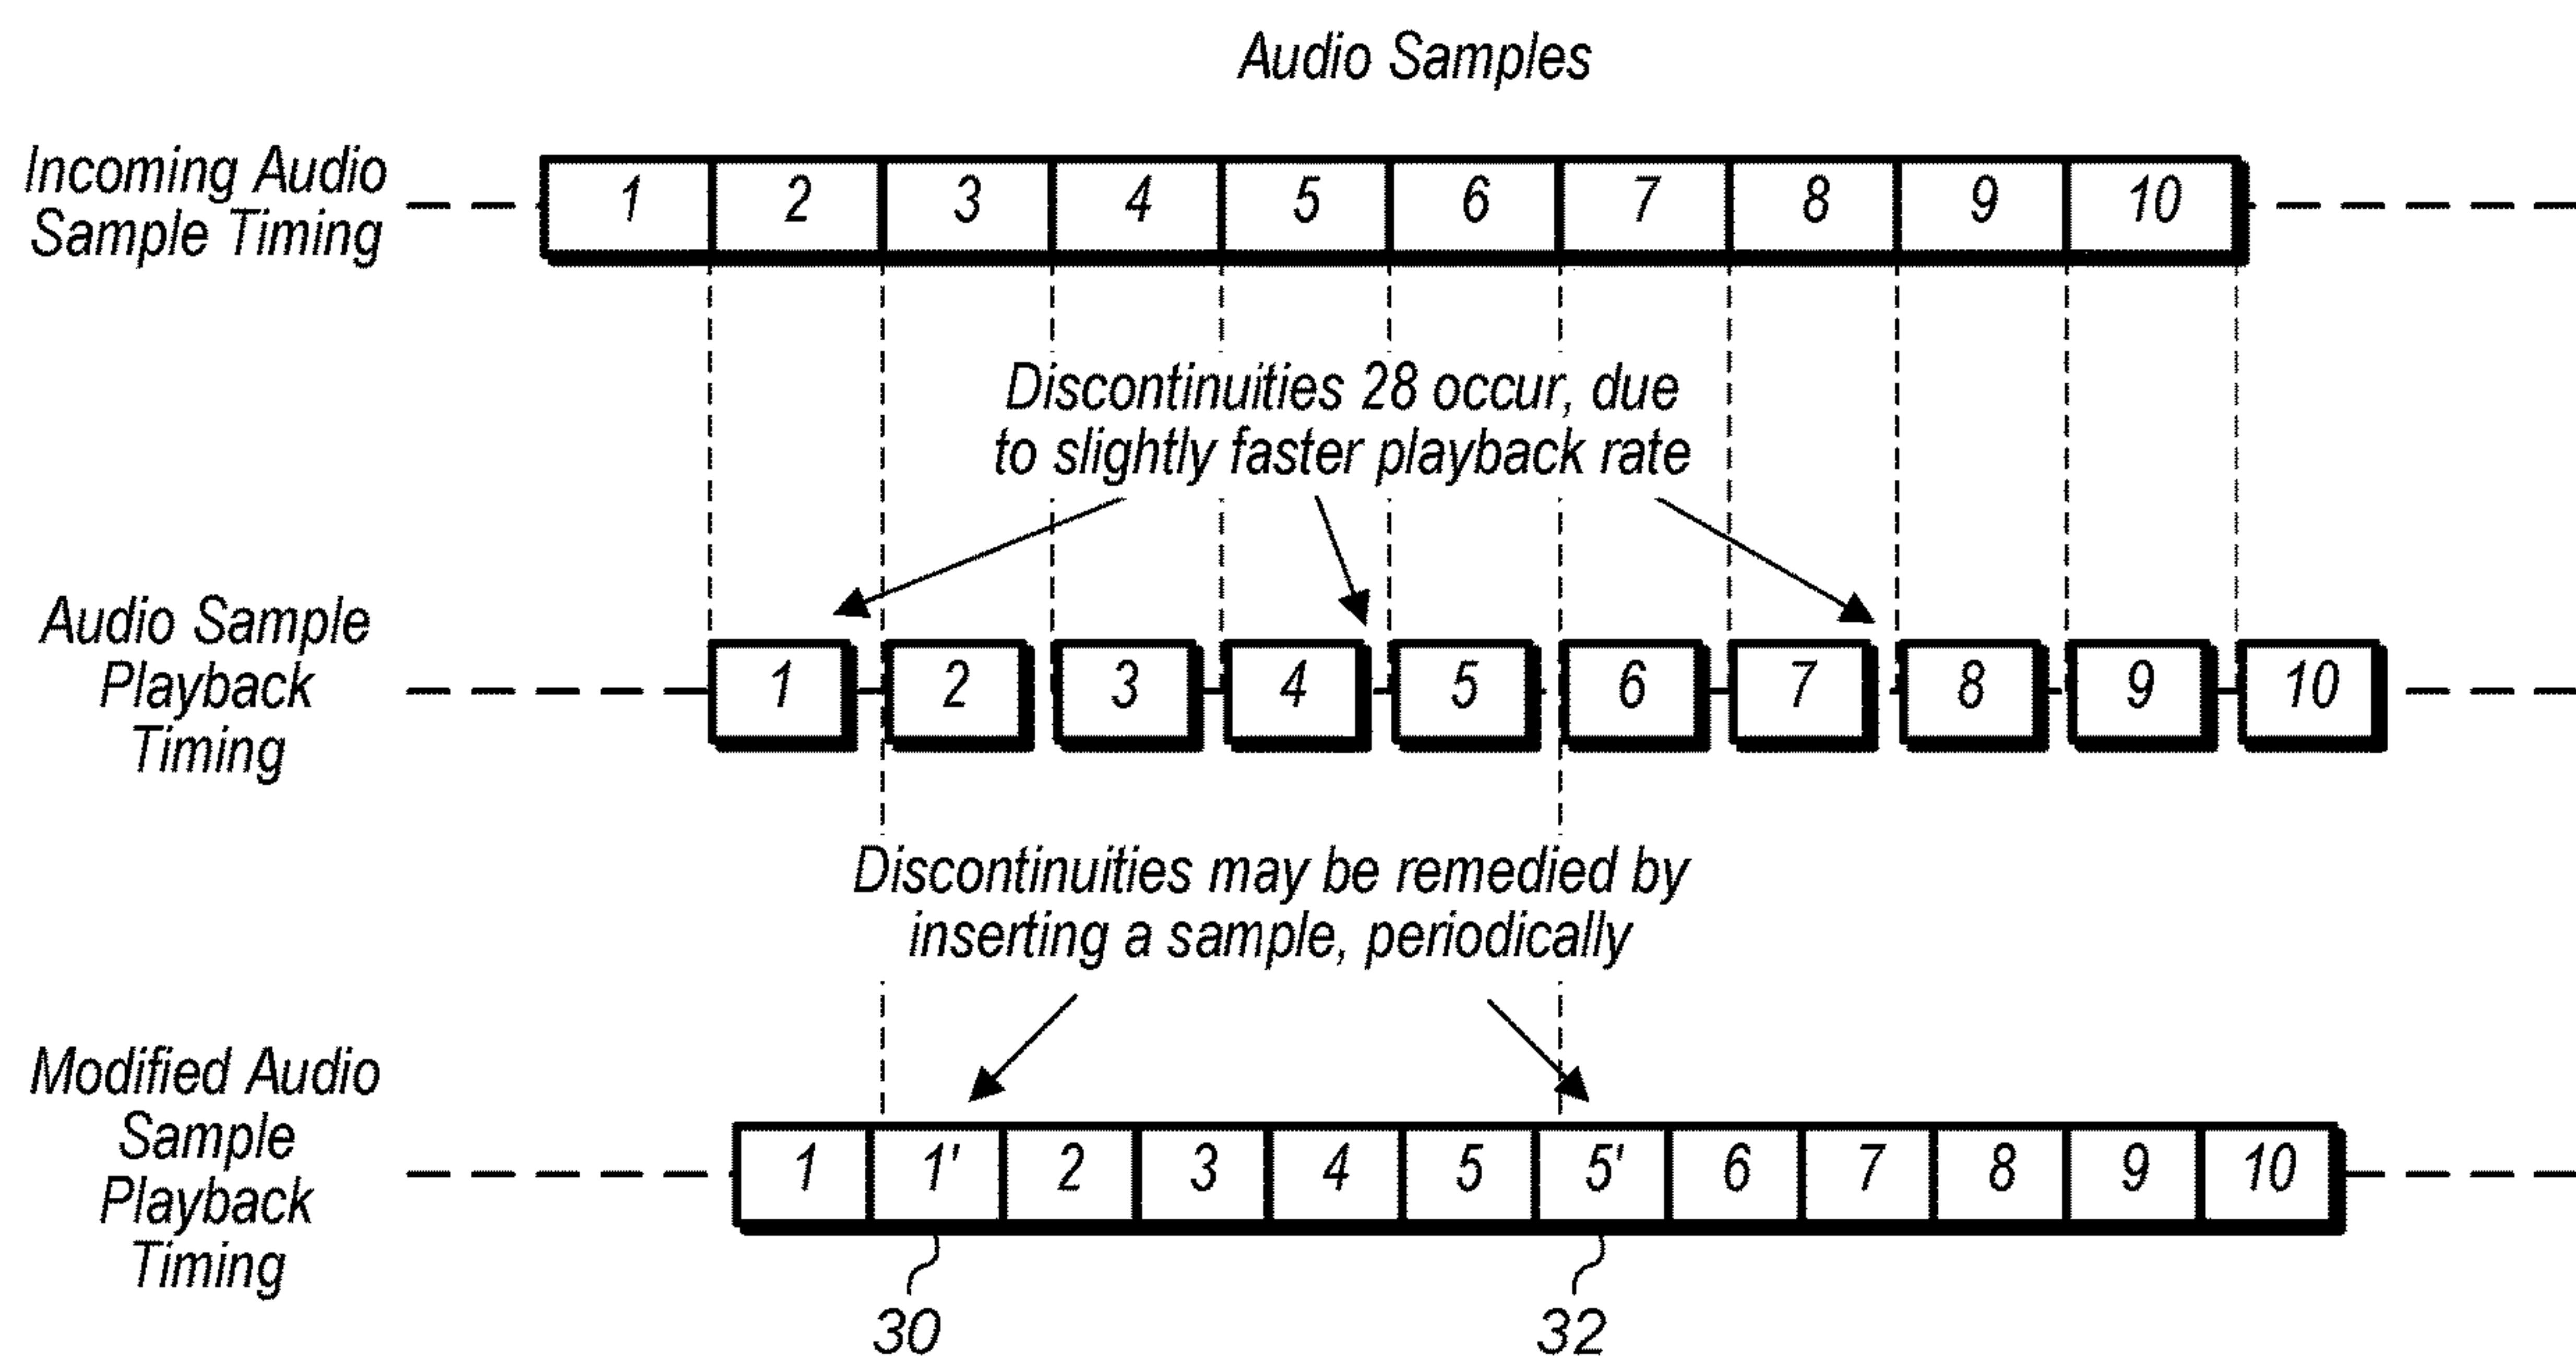 Audio Samples
Incoming Audio
Sample Timing
1 2 3 4 5 6 7 8 9 10
Discontinuities 28 occur, due
to slightly faster playback rate
Audio Sample
Playback
Timing
1 2 3 4 5 6 7 8 9 10
Discontinuities may be remedied by
inserting a sample, periodically
Modified Audio
Sample
Playback
Timing
1 1' 2 3 4 5 5' 6 7 8 9 10
30 32